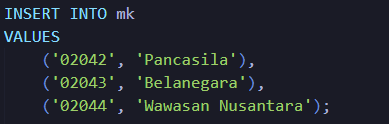 INSERT INTO mk
VALUES
    ('02042', 'Pancasila'),
    ('02043', 'Belanegara'),
    ('02044', 'Wawasan Nusantara');